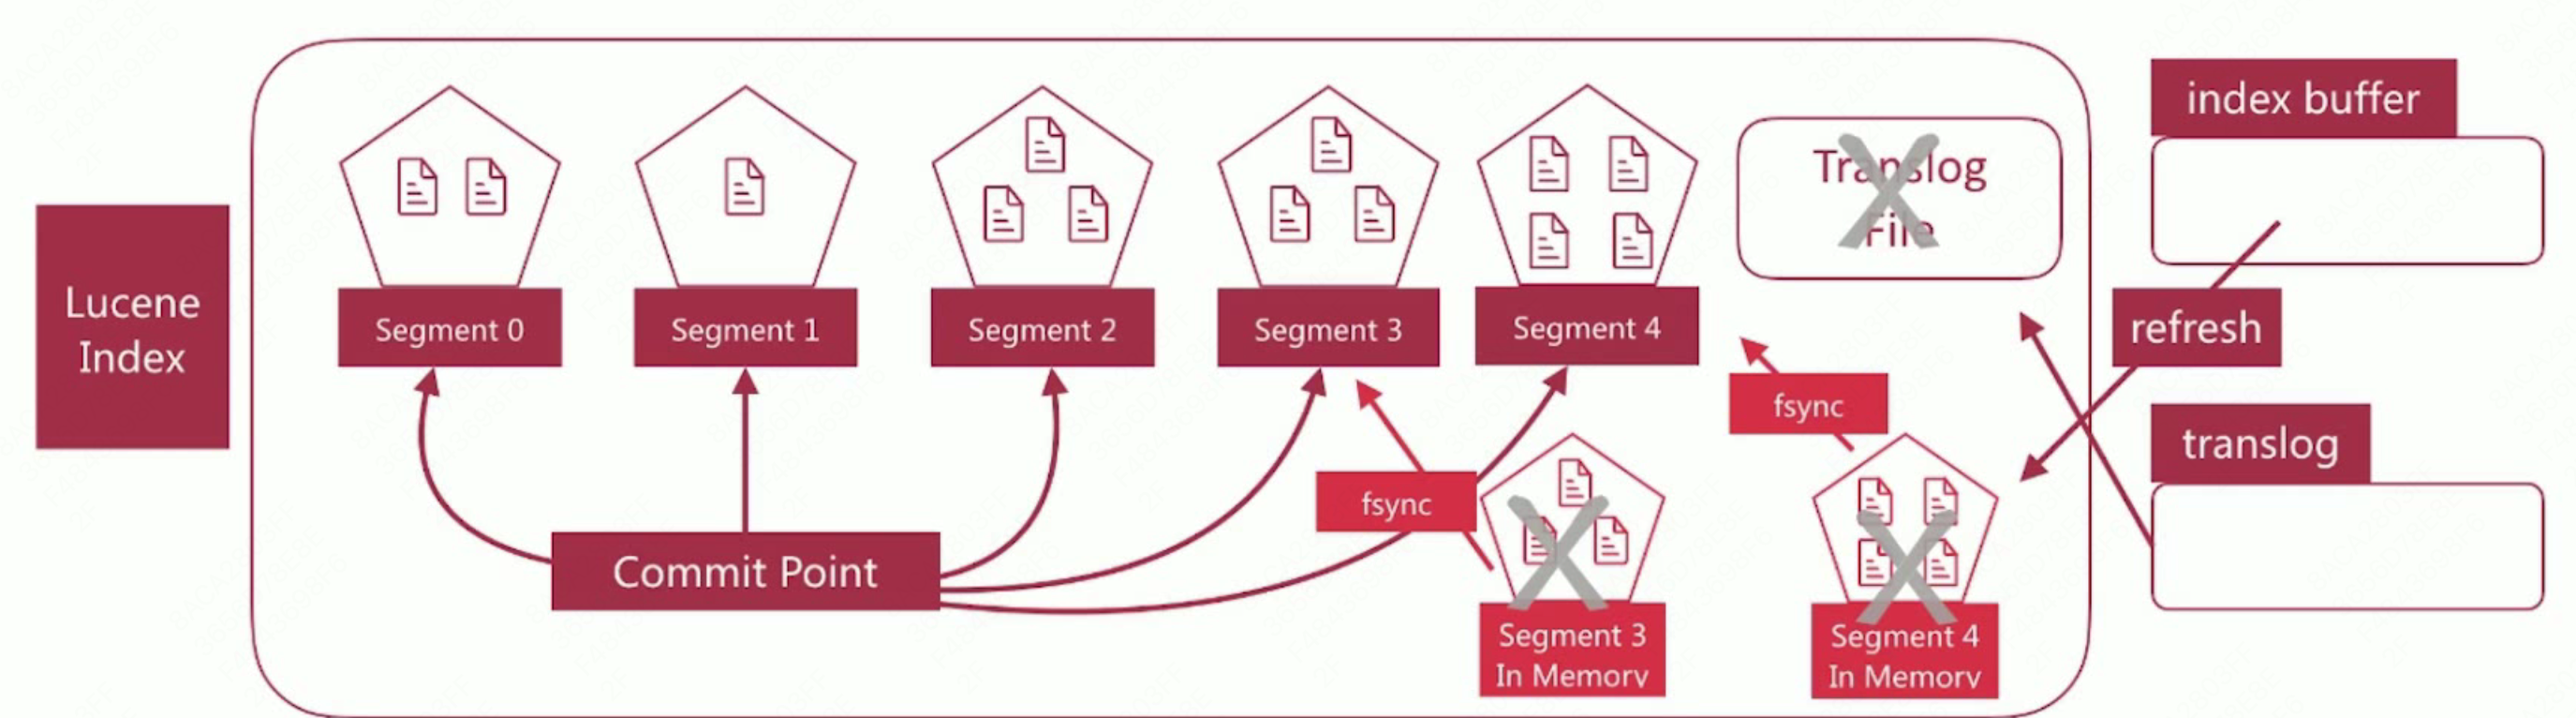 index buffer
Translog
File
Lucene
Index
Segment 0
Segment 1
Segment 2
Segment 3
Segment 4
refresh
fsync
translog
fsync
Commit Point
Segment 3
In Memory
Segment 4
In Memory